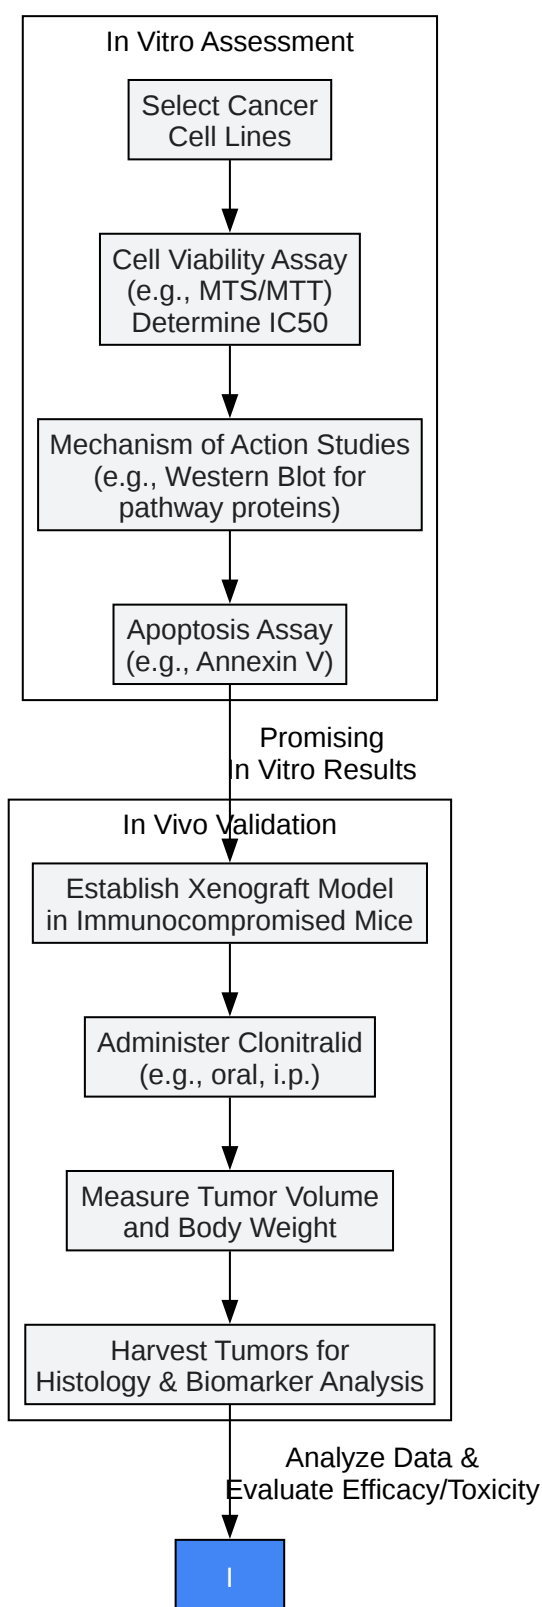 In Vitro Assessment
Select Cancer
Cell Lines
Cell Viability Assay
(e.g., MTS/MTT)
Determine IC50
Mechanism of Action Studies
(e.g., Western Blot for
pathway proteins)
Apoptosis Assay
(e.g., Annexin V)
Promising
In Vitro Results
In Vivo Validation
Establish Xenograft Model
in Immunocompromised Mice
Administer Clonitralid
(e.g., oral, i.p.)
Measure Tumor Volume
and Body Weight
Harvest Tumors for
Histology & Biomarker Analysis
Analyze Data &
Evaluate Efficacy/Toxicity
I